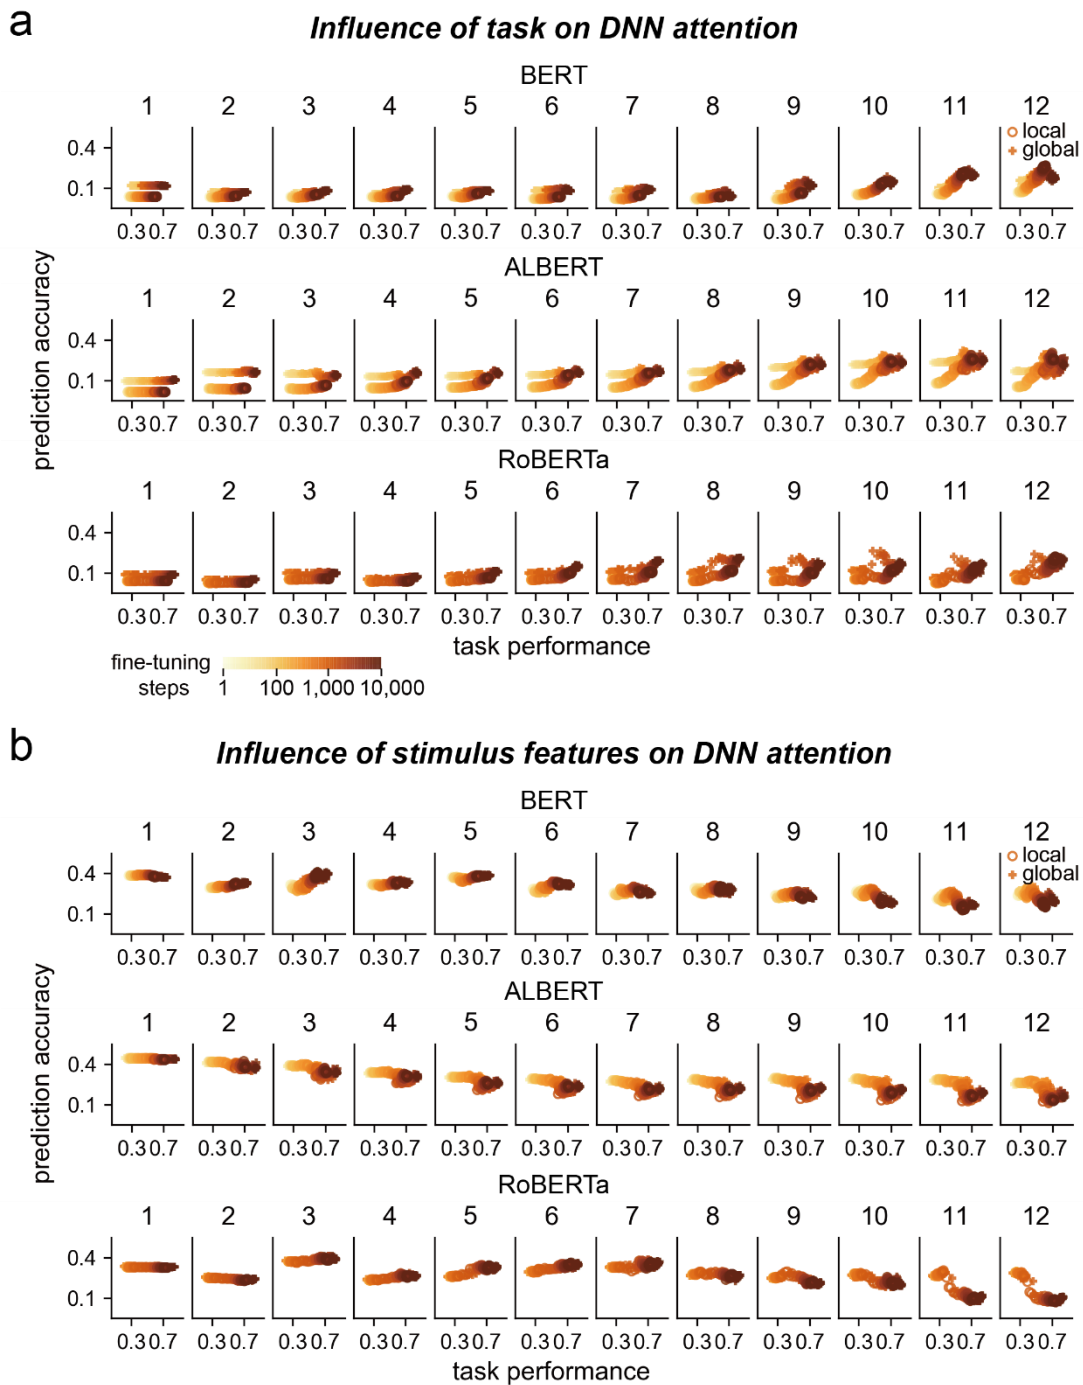 a
Influence of task on DNN attention
BERT
1 2 3 4 5 6 7 8 9 10 11 12
local
global
0.4
0.1
0.3 0.7 0.3 0.7 0.3 0.7 0.3 0.7 0.3 0.7 0.3 0.7 0.3 0.7 0.3 0.7 0.3 0.7 0.3 0.7 0.3 0.7 0.3 0.7
ALBERT
1 2 3 4 5 6 7 8 9 10 11 12
0.4
0.1
0.3 0.7 0.3 0.7 0.3 0.7 0.3 0.7 0.3 0.7 0.3 0.7 0.3 0.7 0.3 0.7 0.3 0.7 0.3 0.7 0.3 0.7 0.3 0.7
prediction accuracy
RoBERTa
1 2 3 4 5 6 7 8 9 10 11 12
0.4
0.1
0.3 0.7 0.3 0.7 0.3 0.7 0.3 0.7 0.3 0.7 0.3 0.7 0.3 0.7 0.3 0.7 0.3 0.7 0.3 0.7 0.3 0.7 0.3 0.7
task performance
fine-tuning
steps
1 100 1,000 10,000
b
Influence of stimulus features on DNN attention
BERT
1 2 3 4 5 6 7 8 9 10 11 12
local
global
0.4
0.1
0.3 0.7 0.3 0.7 0.3 0.7 0.3 0.7 0.3 0.7 0.3 0.7 0.3 0.7 0.3 0.7 0.3 0.7 0.3 0.7 0.3 0.7 0.3 0.7
ALBERT
1 2 3 4 5 6 7 8 9 10 11 12
0.4
0.1
0.3 0.7 0.3 0.7 0.3 0.7 0.3 0.7 0.3 0.7 0.3 0.7 0.3 0.7 0.3 0.7 0.3 0.7 0.3 0.7 0.3 0.7 0.3 0.7
prediction accuracy
RoBERTa
1 2 3 4 5 6 7 8 9 10 11 12
0.4
0.1
0.3 0.7 0.3 0.7 0.3 0.7 0.3 0.7 0.3 0.7 0.3 0.7 0.3 0.7 0.3 0.7 0.3 0.7 0.3 0.7 0.3 0.7 0.3 0.7
task performance